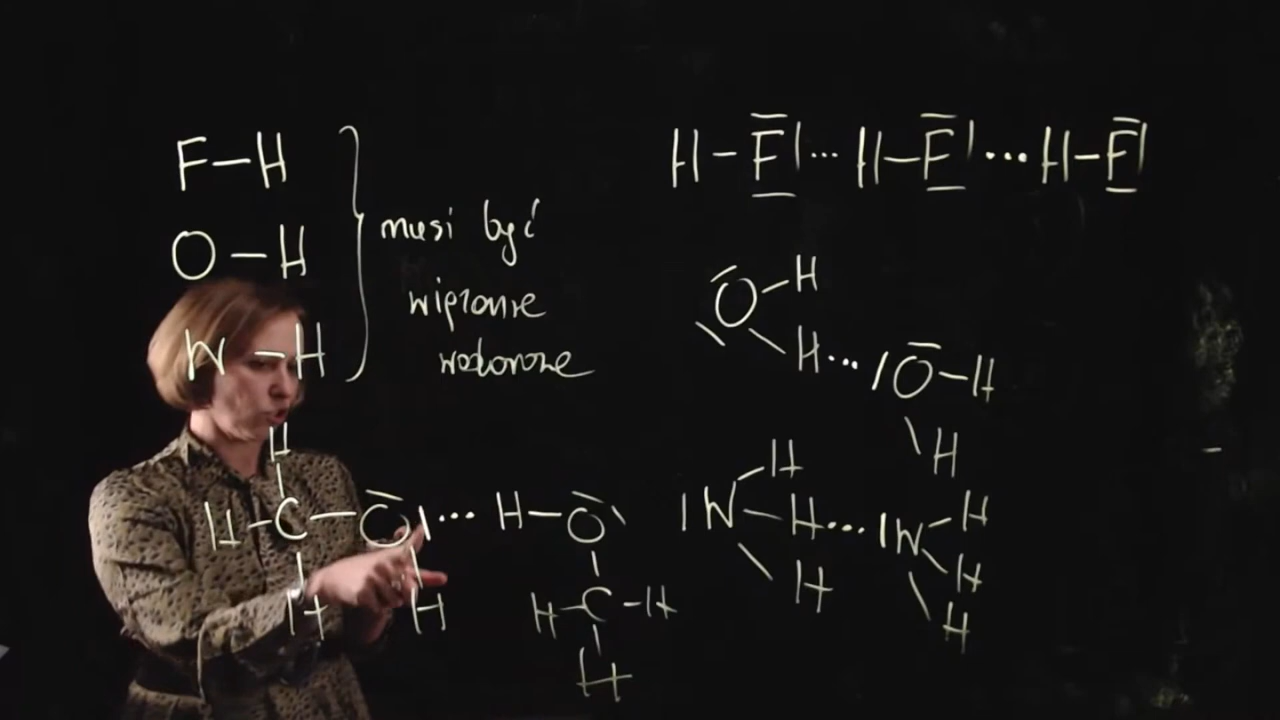 F–H
O–H
N–H
musi być
wiązanie
wodorowe
H–F···H–F···H–F
O–H
H···O–H
H
H
N–H···N–H
H
H
H
H
H–C–O···H–O
H
H
H–C–H
H